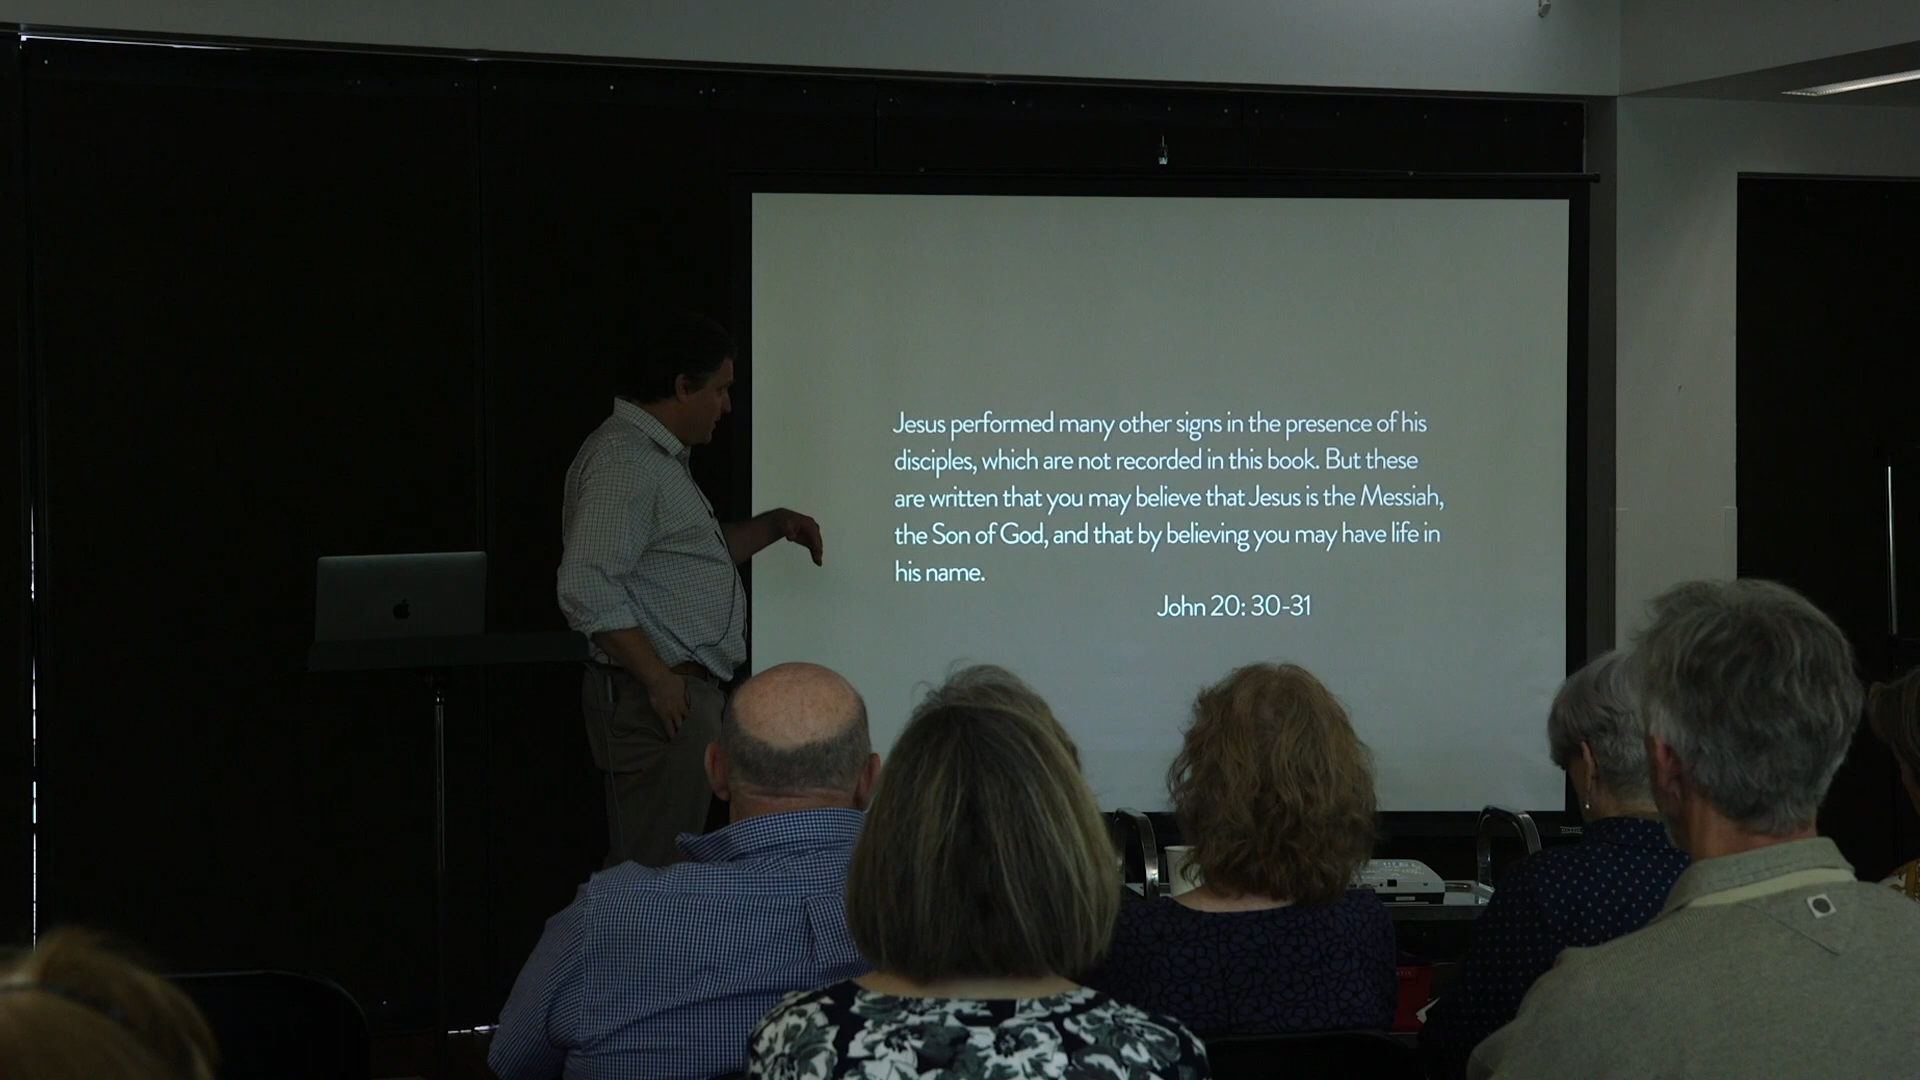 Jesus performed many other signs in the presence of his
disciples, which are not recorded in this book. But these
are written that you may believe that Jesus is the Messiah,
the Son of God, and that by believing you may have life in
his name.
John 20: 30-31